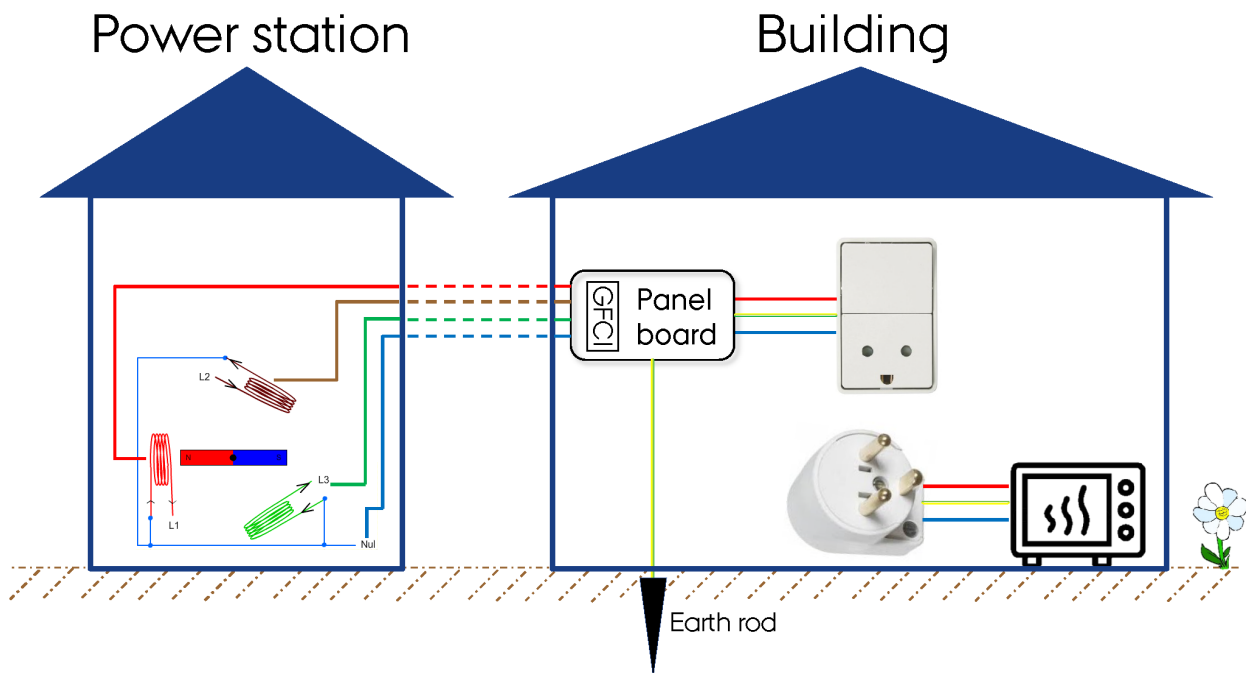 Power station
Building
GFCI
Panel
board
L2
N
L3
L1
Nul
Earth rod